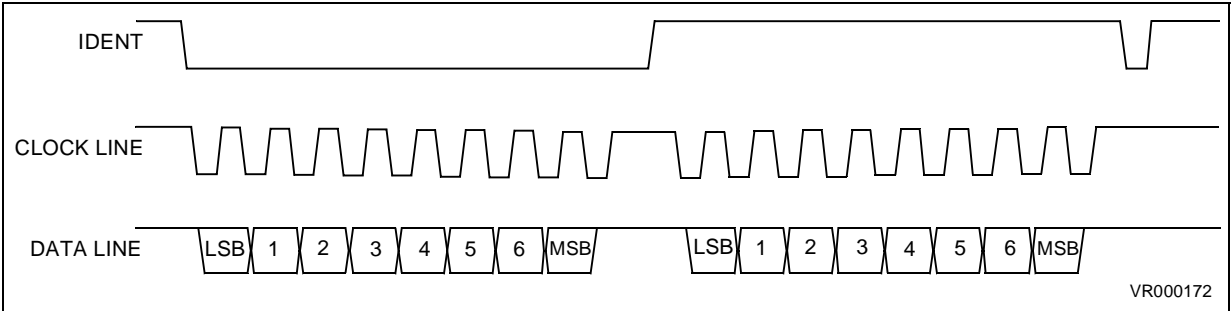 IDENT
CLOCK LINE
DATA LINE LSB 1 2 3 4 5 6 MSB LSB 1 2 3 4 5 6 MSB
VR000172